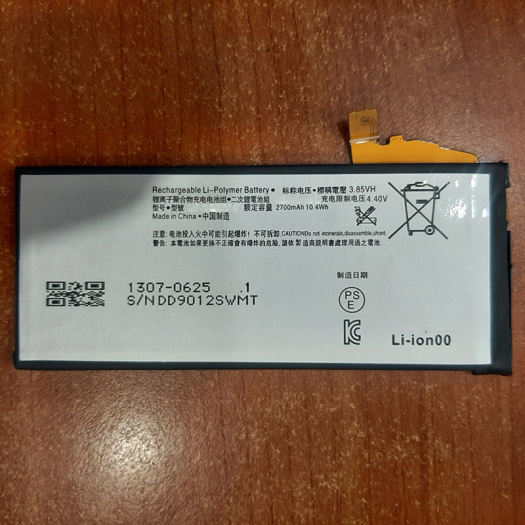 Rechargeable Li-Polymer Battery• 标称电压•標稱電壓 3.85VH
锂离子聚合物充电电池组•二次鋰電池組 充电限制电压 4.40V
型号•型號 额定容量 2700mAh 10.4Wh
Made in China•中国制造
注意: 电池投入火中可能引起爆炸! 不可拆卸.CAUTION:Do not incinerate,disassemble,short.
警告: 本電池如果更换不正確會有爆炸的危險, 請依 製造商説明書處理用過之電池.
制造日期
1307-0625 .1
S/NDD9012SWMT
PS
E
KC
Li-ion00